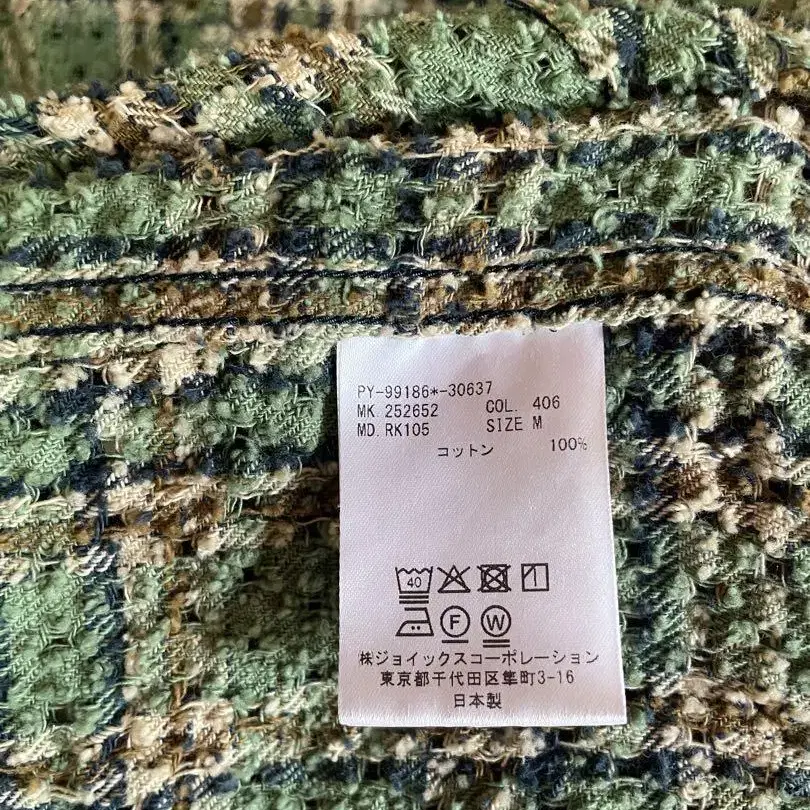 PY-99186*-30637
MK. 252652 COL. 406
MD. RK105 SIZE M
コットン 100%
40
F W
㈱ジョイックスコーポレーション
東京都千代田区隼町3-16
日本製